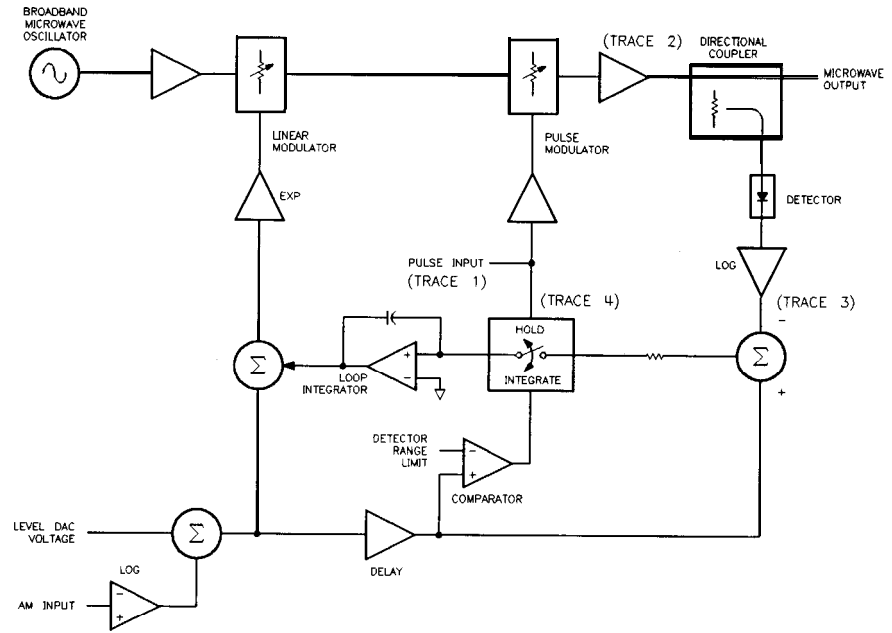 BROADBAND
MICROWAVE
OSCILLATOR
(TRACE 2)
DIRECTIONAL
COUPLER
MICROWAVE
OUTPUT
LINEAR
MODULATOR
PULSE
MODULATOR
EXP
DETECTOR
PULSE INPUT
(TRACE 1)
LOG
(TRACE 4)
(TRACE 3)
-
HOLD
Σ
+
-
LOOP
INTEGRATOR
INTEGRATE
Σ
+
DETECTOR
RANGE
LIMIT
-
+
COMPARATOR
LEVEL DAC
VOLTAGE
Σ
DELAY
LOG
AM INPUT
-
+